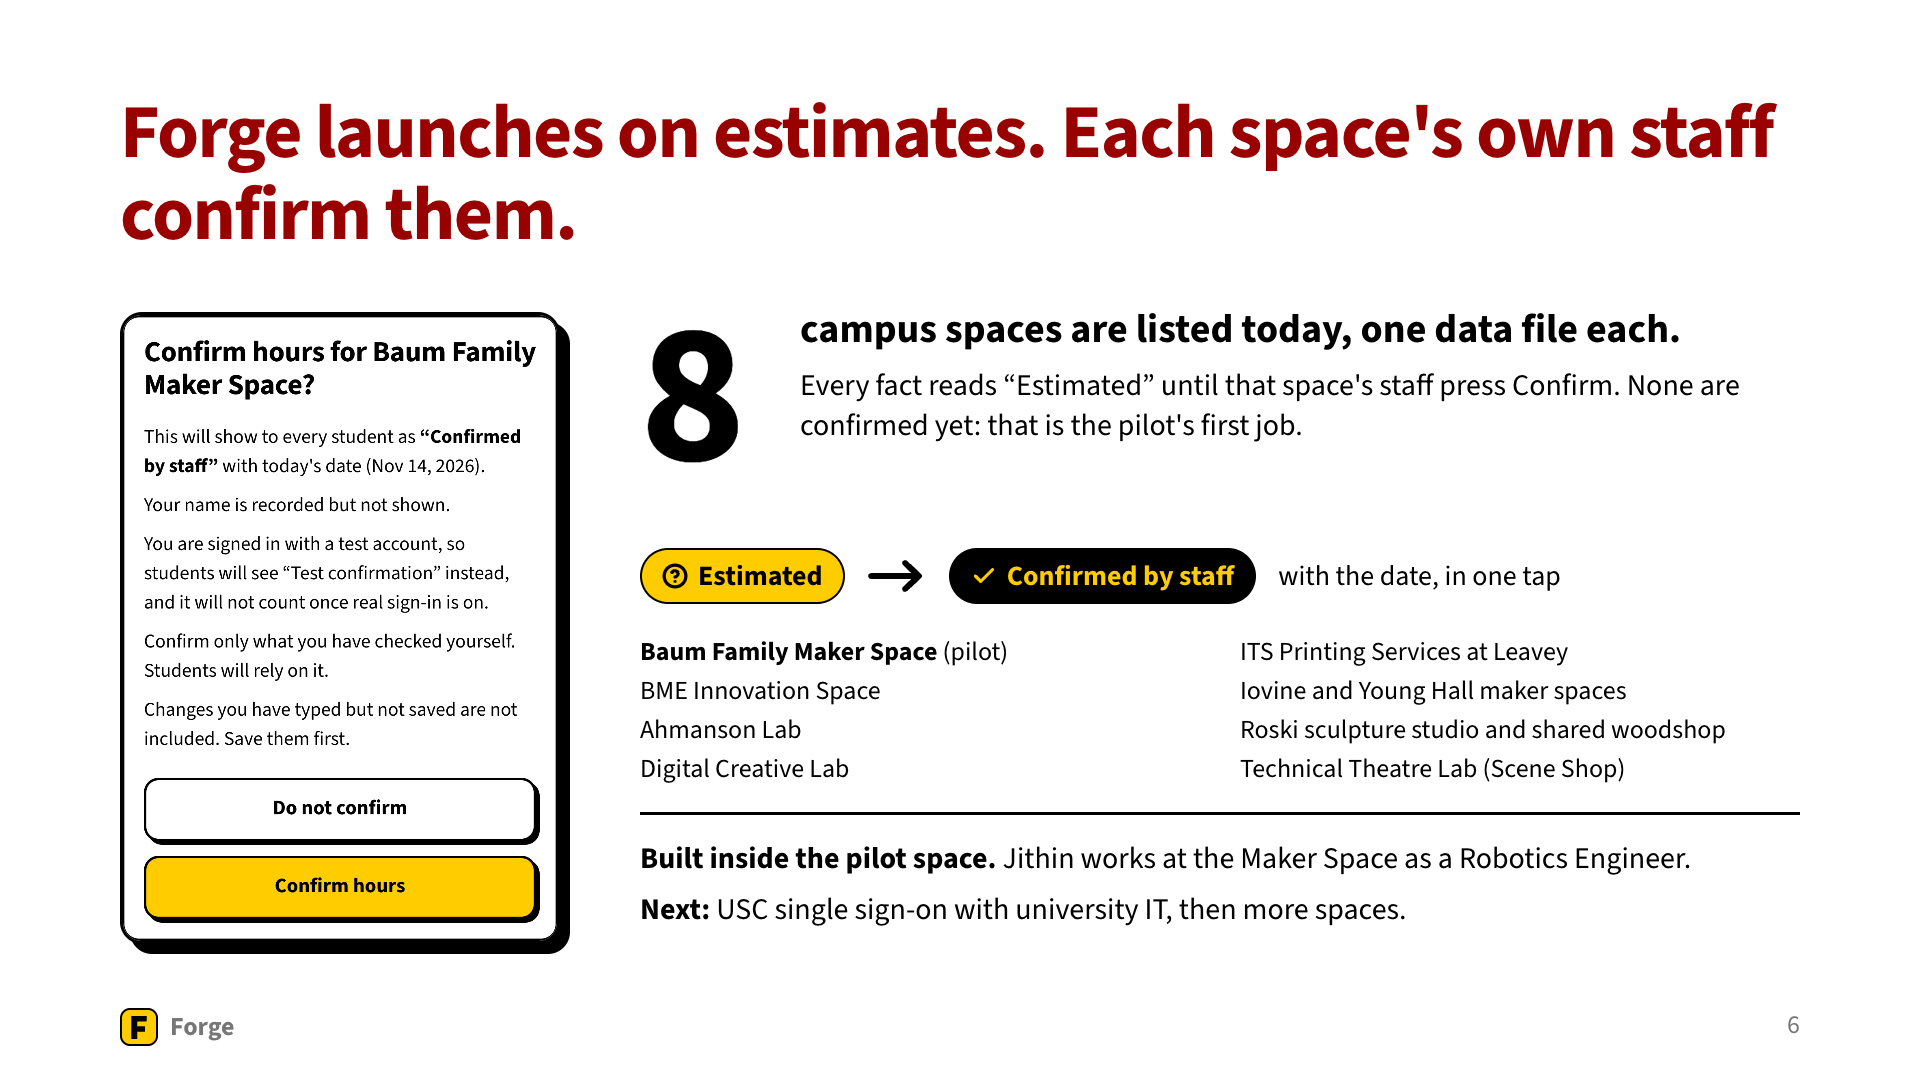 Forge launches on estimates. Each space's own staff
confirm them.
Confirm hours for Baum Family
Maker Space?
This will show to every student as “Confirmed
by staff” with today's date (Nov 14, 2026).
Your name is recorded but not shown.
You are signed in with a test account, so
students will see “Test confirmation” instead,
and it will not count once real sign-in is on.
Confirm only what you have checked yourself.
Students will rely on it.
Changes you have typed but not saved are not
included. Save them first.
Do not confirm
Confirm hours
8
campus spaces are listed today, one data file each.
Every fact reads “Estimated” until that space's staff press Confirm. None are
confirmed yet: that is the pilot's first job.
Estimated → Confirmed by staff with the date, in one tap
Baum Family Maker Space (pilot)
BME Innovation Space
Ahmanson Lab
Digital Creative Lab
ITS Printing Services at Leavey
Iovine and Young Hall maker spaces
Roski sculpture studio and shared woodshop
Technical Theatre Lab (Scene Shop)
Built inside the pilot space. Jithin works at the Maker Space as a Robotics Engineer.
Next: USC single sign-on with university IT, then more spaces.
F Forge
6